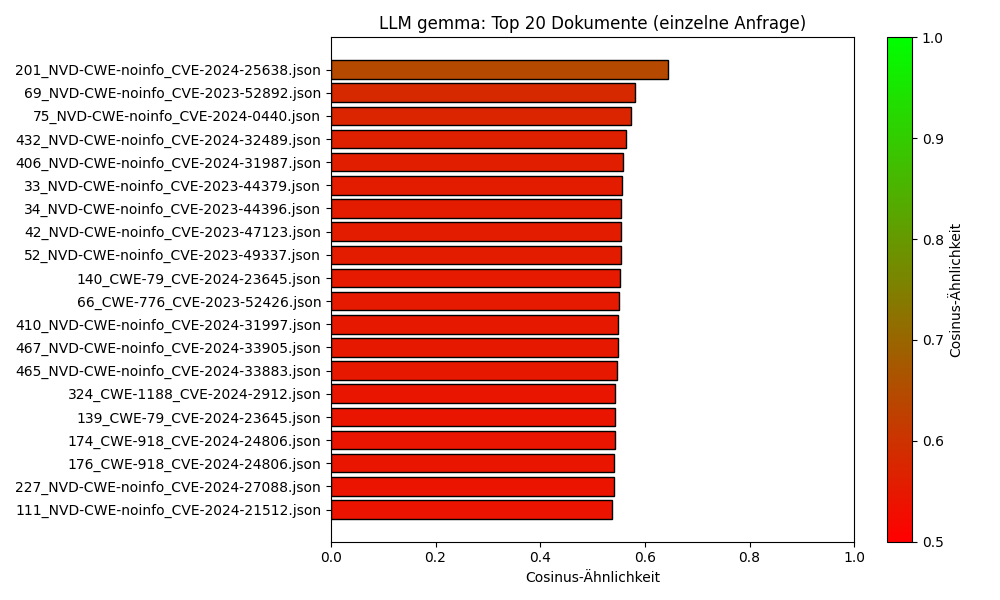 LLM gemma: Top 20 Dokumente (einzelne Anfrage)
201_NVD-CWE-noinfo_CVE-2024-25638.json
69_NVD-CWE-noinfo_CVE-2023-52892.json
75_NVD-CWE-noinfo_CVE-2024-0440.json
432_NVD-CWE-noinfo_CVE-2024-32489.json
406_NVD-CWE-noinfo_CVE-2024-31987.json
33_NVD-CWE-noinfo_CVE-2023-44379.json
34_NVD-CWE-noinfo_CVE-2023-44396.json
42_NVD-CWE-noinfo_CVE-2023-47123.json
52_NVD-CWE-noinfo_CVE-2023-49337.json
140_CWE-79_CVE-2024-23645.json
66_CWE-776_CVE-2023-52426.json
410_NVD-CWE-noinfo_CVE-2024-31997.json
467_NVD-CWE-noinfo_CVE-2024-33905.json
465_NVD-CWE-noinfo_CVE-2024-33883.json
324_CWE-1188_CVE-2024-2912.json
139_CWE-79_CVE-2024-23645.json
174_CWE-918_CVE-2024-24806.json
176_CWE-918_CVE-2024-24806.json
207_NVD-CWE-noinfo_CVE-2024-27088.json
111_NVD-CWE-noinfo_CVE-2024-21512.json
0.0 0.2 0.4 0.6 0.8 1.0
Cosinus-Ähnlichkeit
1.0
0.9
0.8
0.7
0.6
0.5
Cosinus-Ähnlichkeit